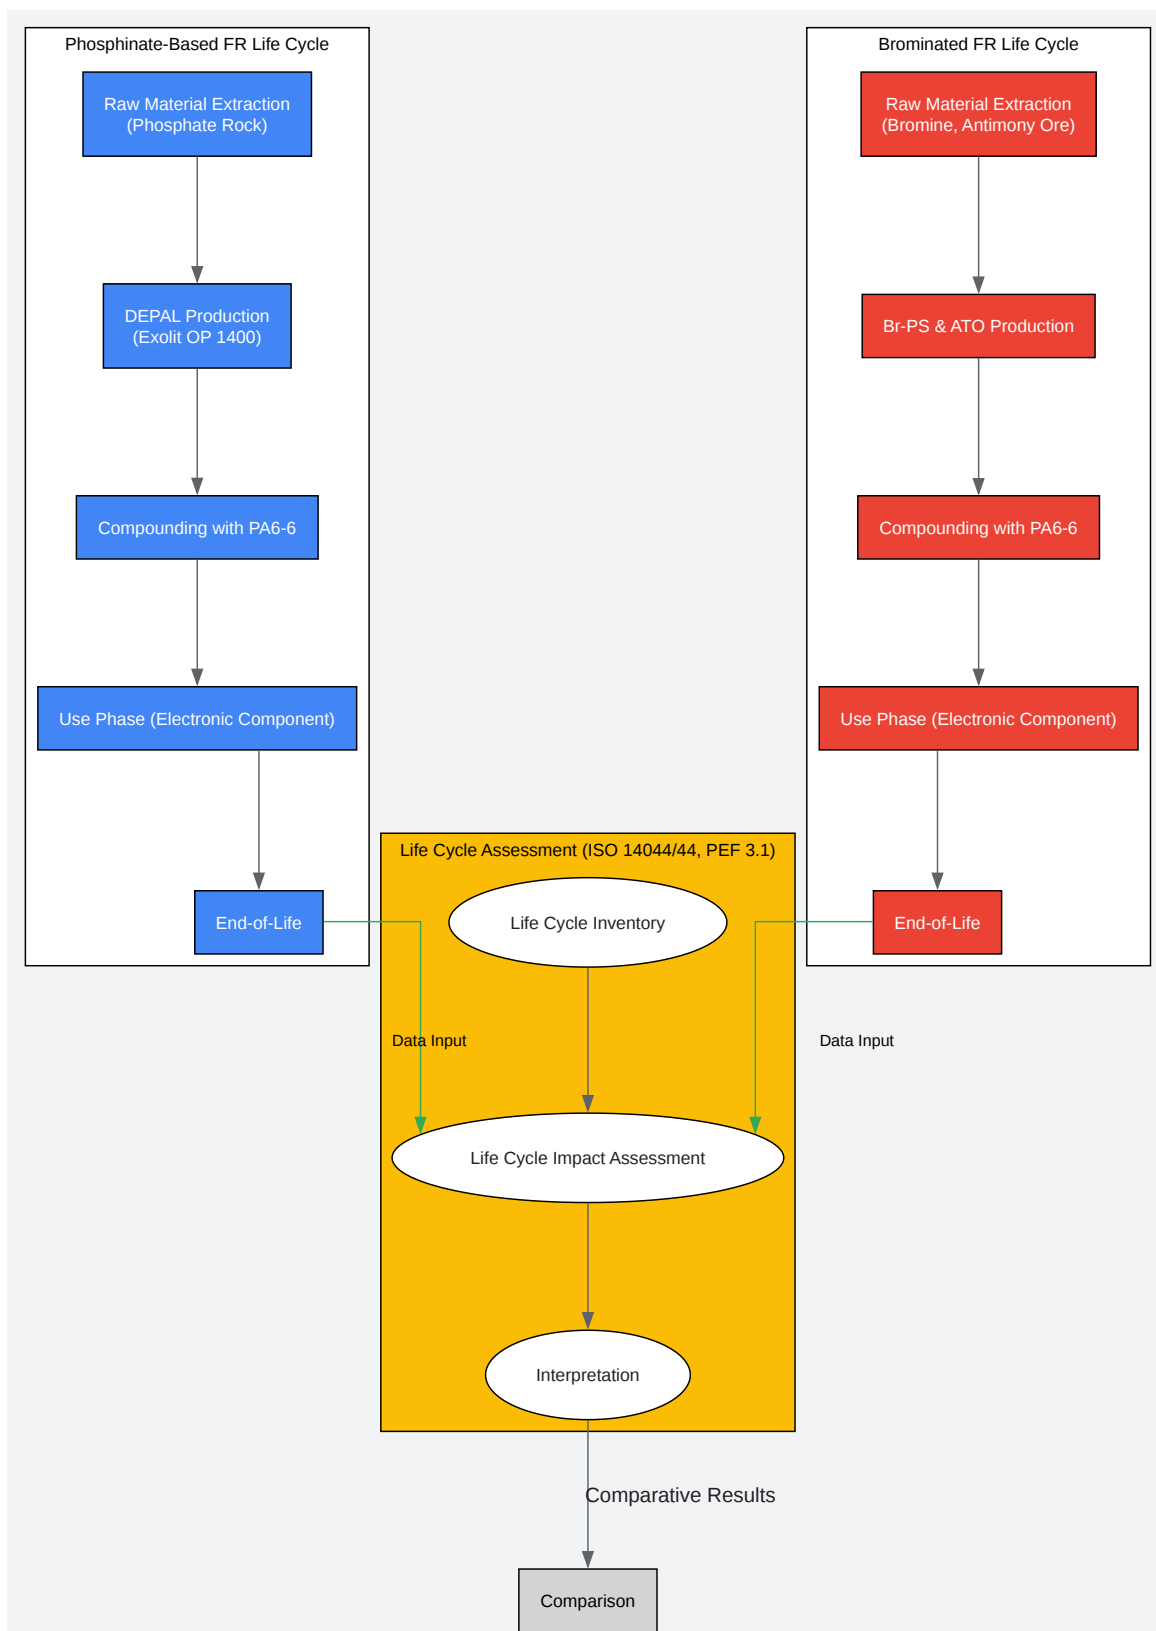 Phosphinate-Based FR Life Cycle
Raw Material Extraction
(Phosphate Rock)
DEPAL Production
(Exolit OP 1400)
Compounding with PA6-6
Use Phase (Electronic Component)
End-of-Life
Brominated FR Life Cycle
Raw Material Extraction
(Bromine, Antimony Ore)
Br-PS & ATO Production
Compounding with PA6-6
Use Phase (Electronic Component)
End-of-Life
Life Cycle Assessment (ISO 14044/44, PEF 3.1)
Life Cycle Inventory
Data Input
Data Input
Life Cycle Impact Assessment
Interpretation
Comparative Results
Comparison